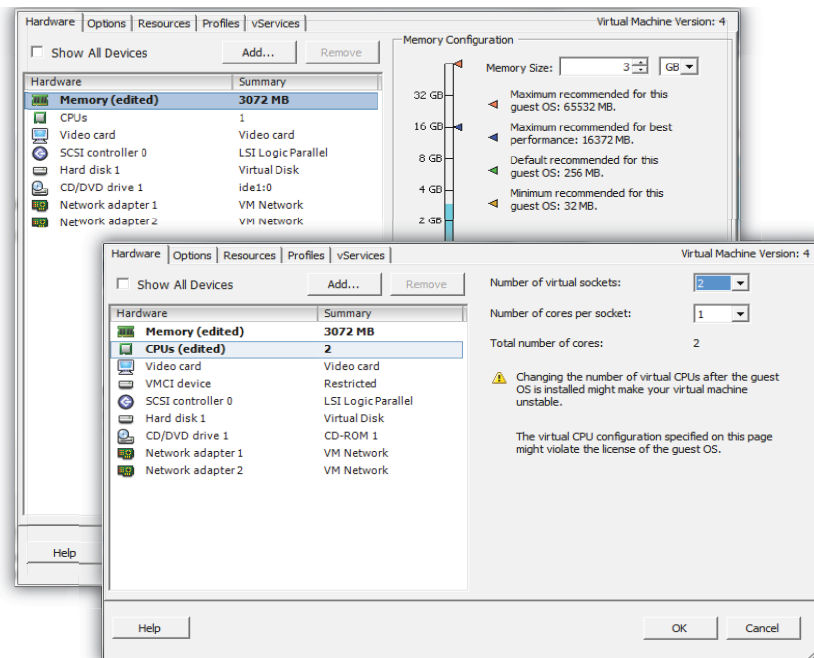 Hardware Options Resources Profiles vServices Virtual Machine Version: 4
Show All Devices Add... Remove
Hardware Summary
Memory (edited) 3072 MB
CPUs 1
Video card Video card
SCSI controller 0 LSI Logic Parallel
Hard disk 1 Virtual Disk
CD/DVD drive 1 ide1:0
Network adapter 1 VM Network
Network adapter 2 VM Network
Memory Configuration
Memory Size: 3 GB
32 GB
16 GB
8 GB
4 GB
2 GB
Maximum recommended for this
guest OS: 65532 MB.
Maximum recommended for best
performance: 16372 MB.
Default recommended for this
guest OS: 256 MB.
Minimum recommended for this
guest OS: 32 MB.
Help
Hardware Options Resources Profiles vServices Virtual Machine Version: 4
Show All Devices Add... Remove
Hardware Summary
Memory (edited) 3072 MB
CPUs (edited) 2
Video card Video card
VMCI device Restricted
SCSI controller 0 LSI Logic Parallel
Hard disk 1 Virtual Disk
CD/DVD drive 1 CD-ROM 1
Network adapter 1 VM Network
Network adapter 2 VM Network
Number of virtual sockets: 2
Number of cores per socket: 1
Total number of cores: 2
Changing the number of virtual CPUs after the guest
OS is installed might make your virtual machine
unstable.
The virtual CPU configuration specified on this page
might violate the license of the guest OS.
Help OK Cancel